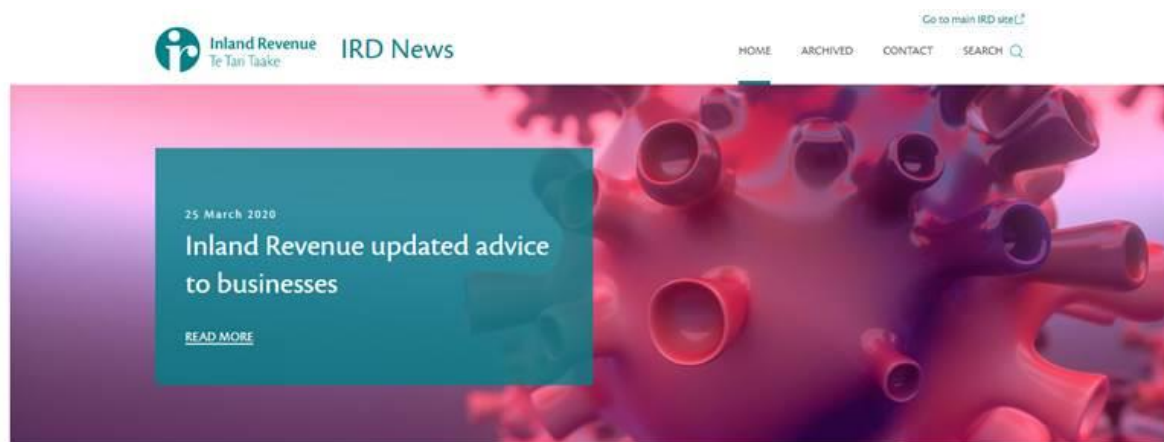 Go to main IRD site
Inland Revenue
Te Tari Taake
IRD News
HOME ARCHIVED CONTACT SEARCH
25 March 2020
Inland Revenue updated advice
to businesses
READ MORE